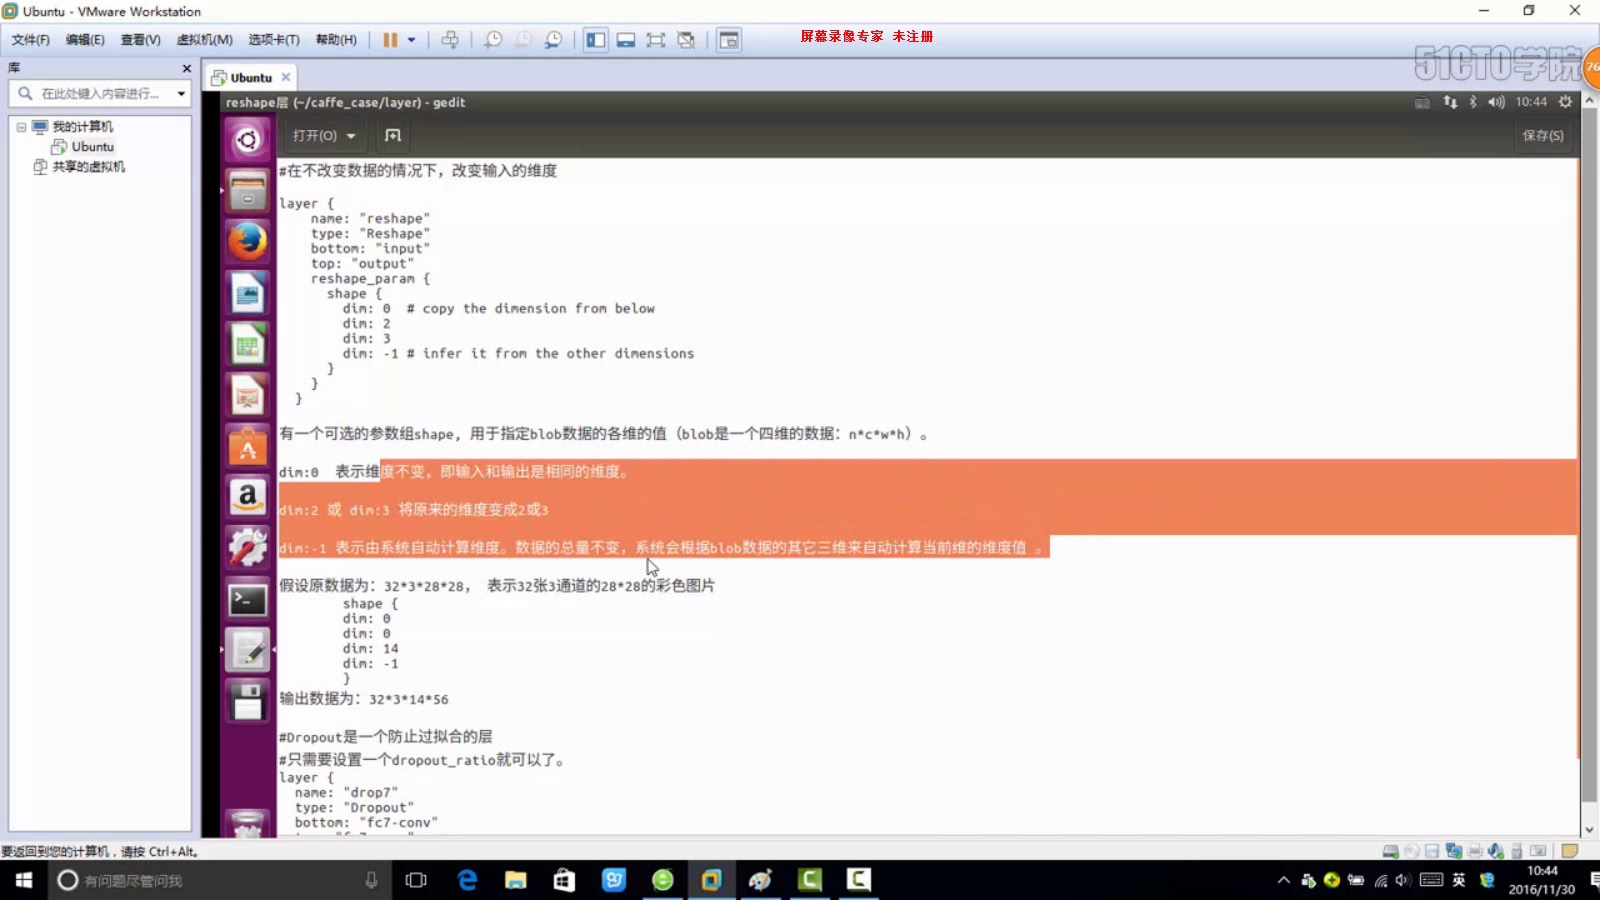 Ubuntu - VMware Workstation
文件(F) 编辑(E) 查看(V) 虚拟机(M) 选项卡(T) 帮助(H)
屏幕录像专家 未注册
51CTO学院
76
库
Ubuntu
在此处键入内容进行...
我的计算机
Ubuntu
共享的虚拟机
reshape层 (~/caffe_case/layer) - gedit
10:44
打开(O)
保存(S)
#在不改变数据的情况下，改变输入的维度
layer {
name: "reshape"
type: "Reshape"
bottom: "input"
top: "output"
reshape_param {
shape {
dim: 0 # copy the dimension from below
dim: 2
dim: 3
dim: -1 # infer it from the other dimensions
}
}
}
有一个可选的参数组shape, 用于指定blob数据的各维的值（blob是一个四维的数据：n*c*w*h）。
dim:0 表示维度不变，即输入和输出是相同的维度。
dim:2 或 dim:3 将原来的维度变成2或3
dim:-1 表示由系统自动计算维度。数据的总量不变，系统会根据blob数据的其它三维来自动计算当前维的维度值 。
假设原数据为：32*3*28*28， 表示32张3通道的28*28的彩色图片
shape {
dim: 0
dim: 0
dim: 14
dim: -1
}
输出数据为：32*3*14*56
#Dropout是一个防止过拟合的层
#只需要设置一个dropout_ratio就可以了。
layer {
name: "drop7"
type: "Dropout"
bottom: "fc7-conv"
要返回到您的计算机，请按 Ctrl+Alt。
有问题尽管问我
英
10:44
2016/11/30